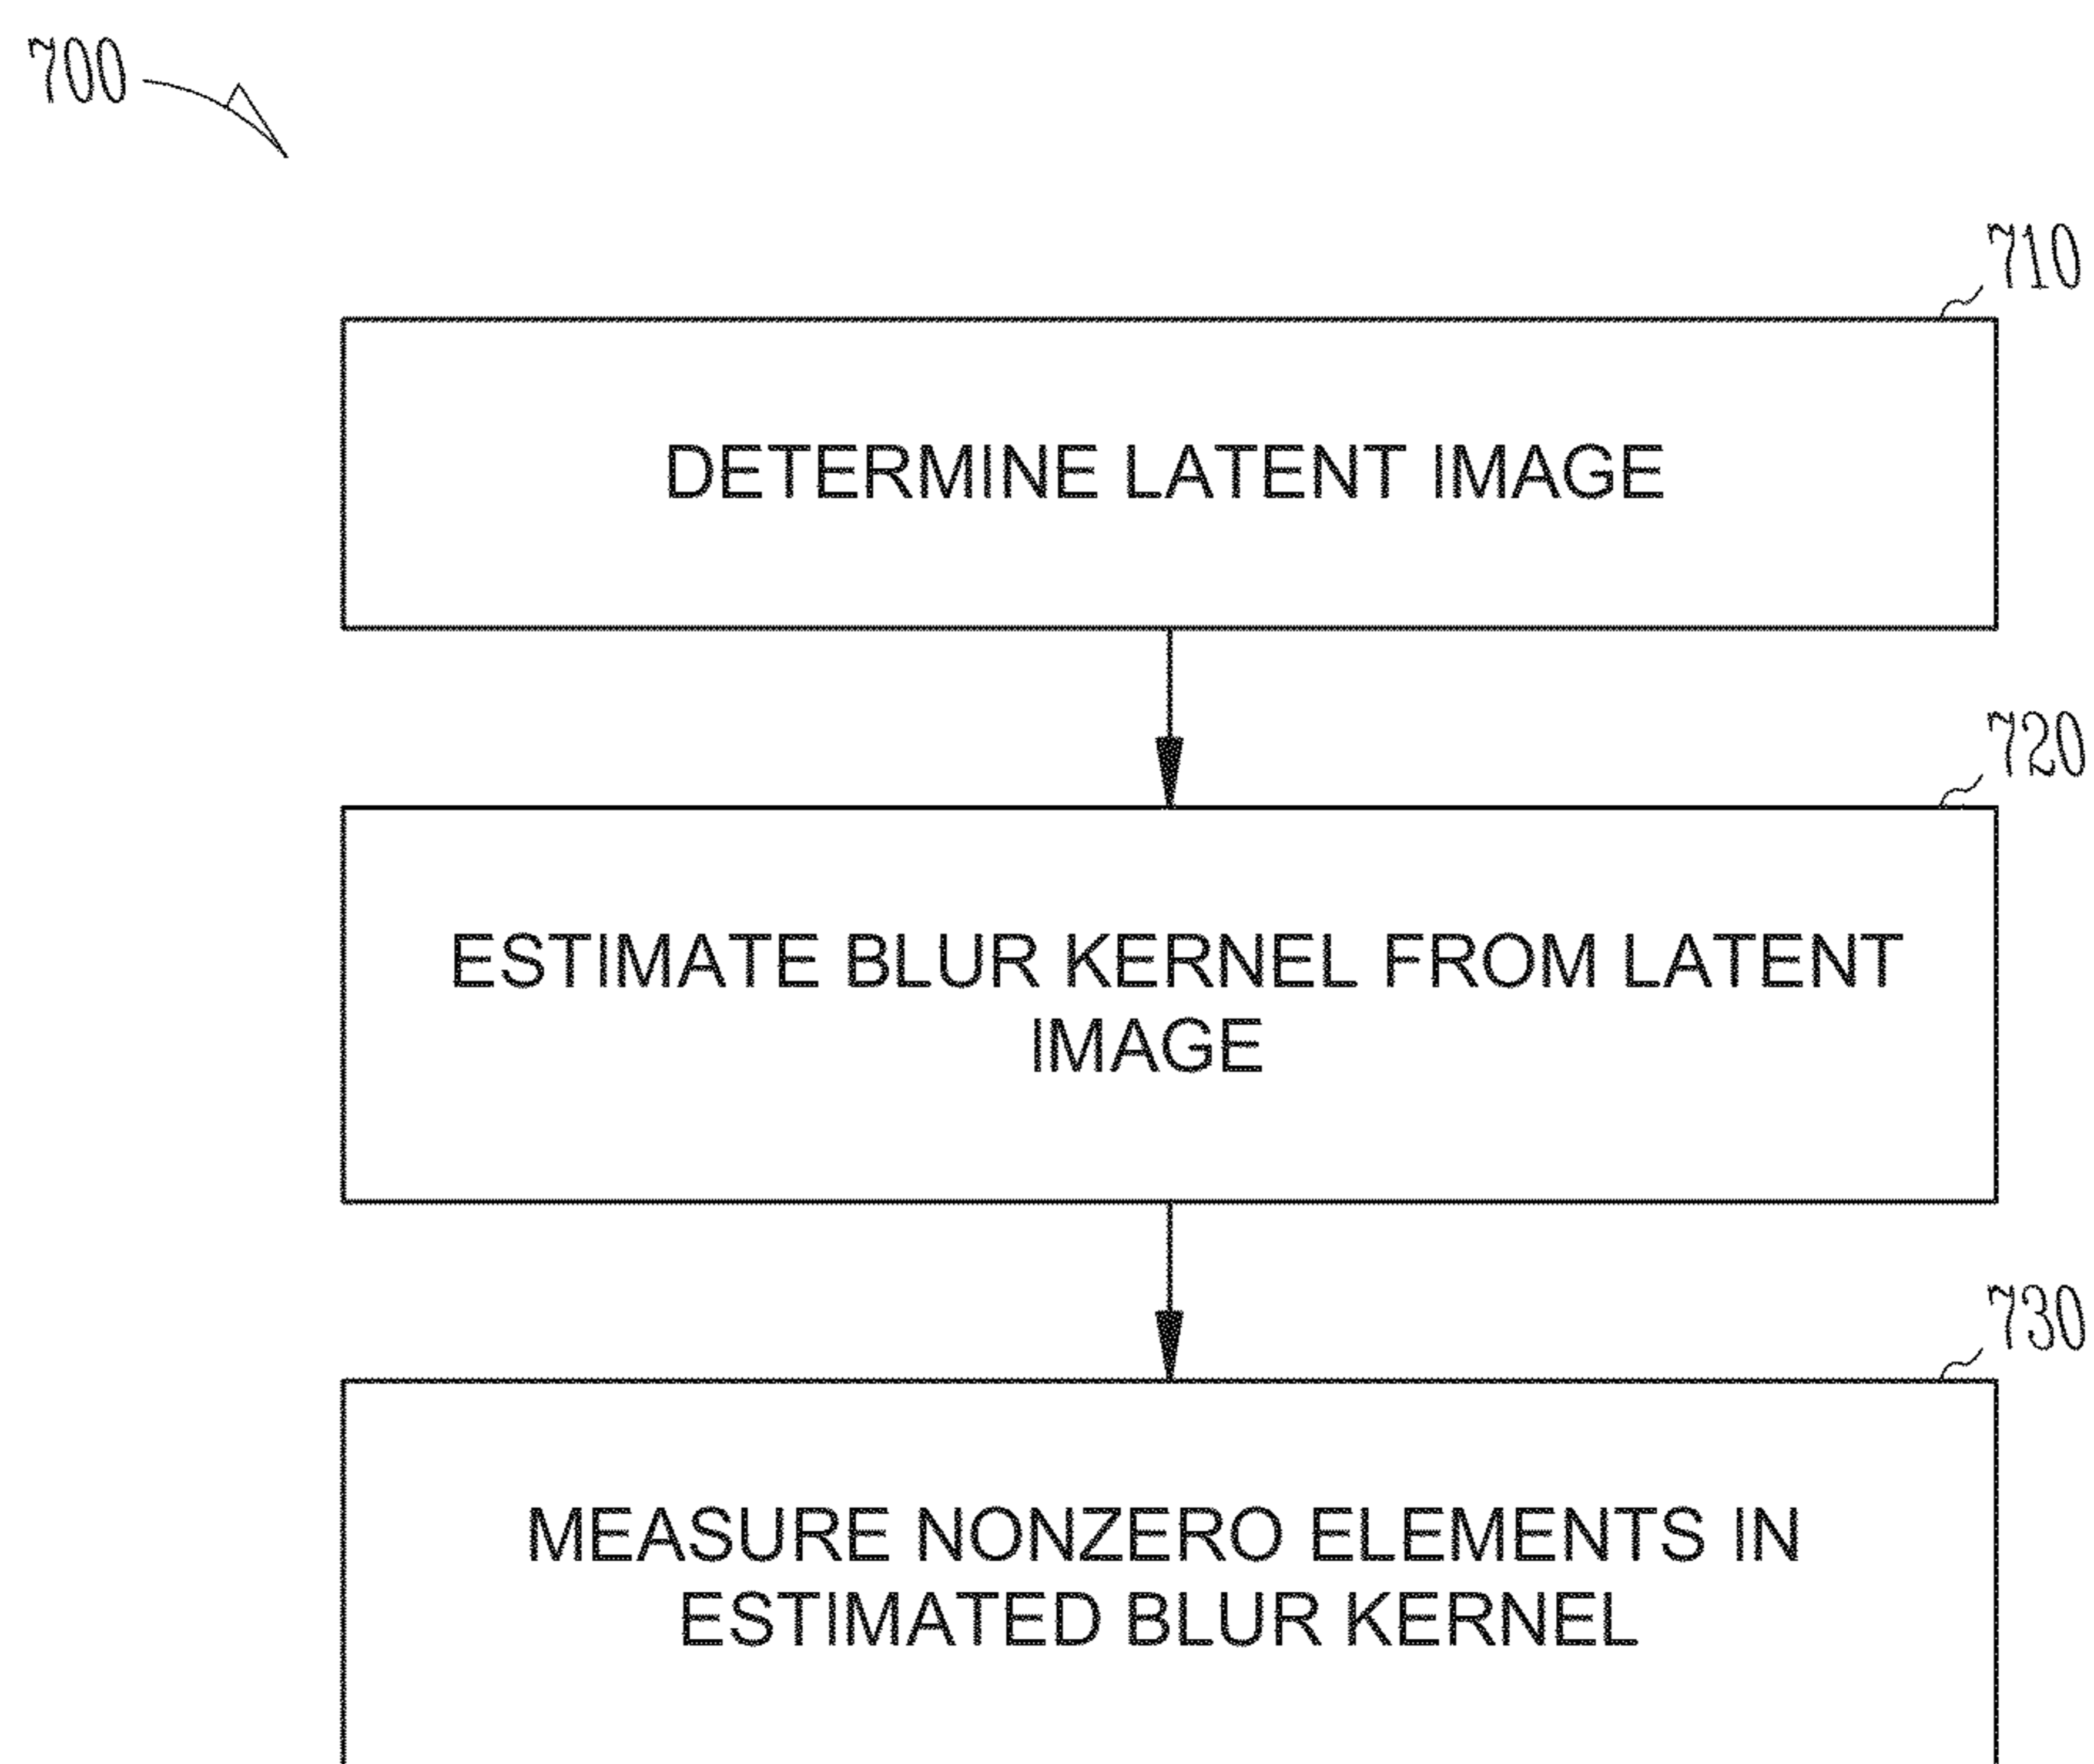 700
710
DETERMINE LATENT IMAGE
720
ESTIMATE BLUR KERNEL FROM LATENT
IMAGE
730
MEASURE NONZERO ELEMENTS IN
ESTIMATED BLUR KERNEL